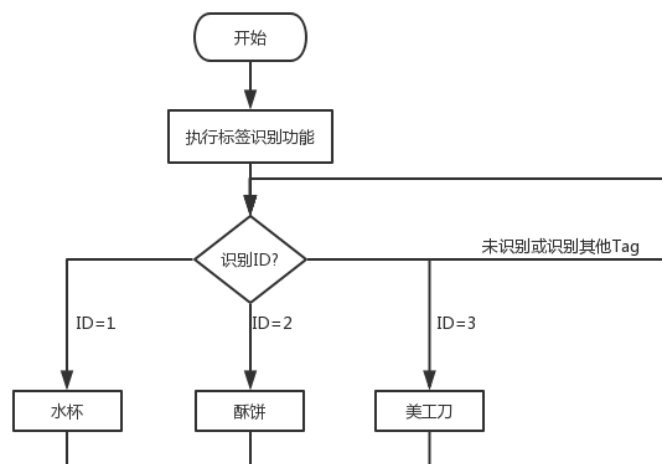 开始
执行标签识别功能
识别ID?
未识别或识别其他Tag
ID=1
ID=2
ID=3
水杯
酥饼
美工刀